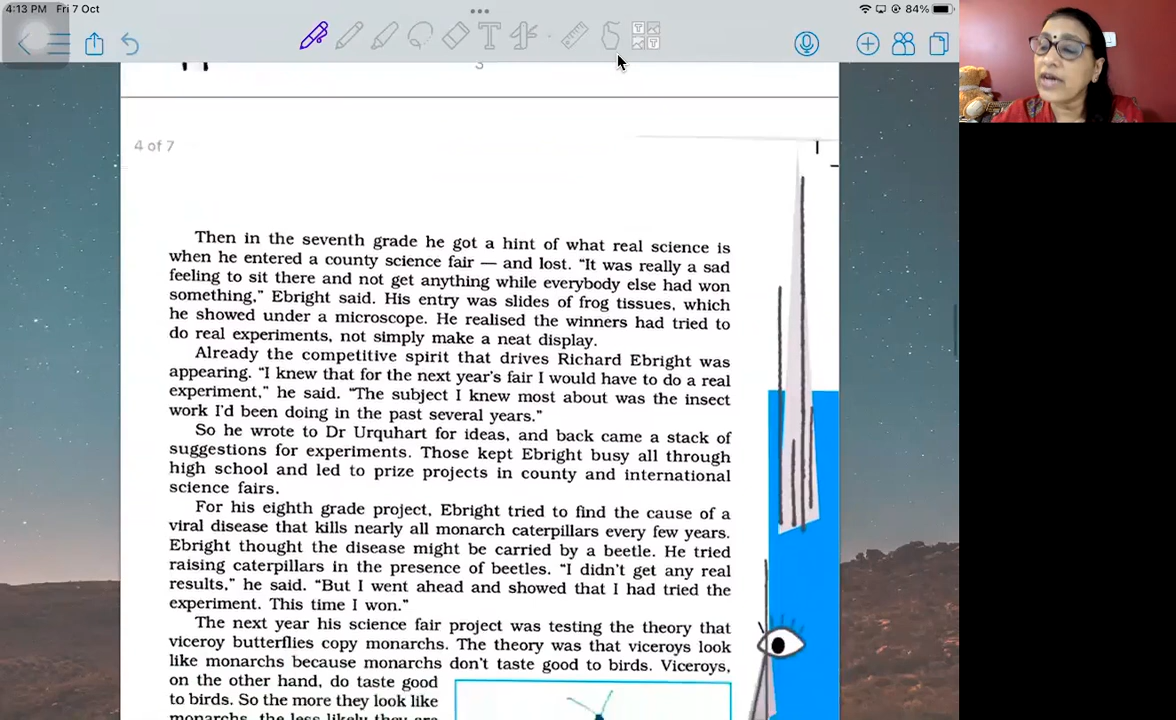 4:13 PM Fri 7 Oct
84%
T
3
4 of 7
Then in the seventh grade he got a hint of what real science is
when he entered a county science fair — and lost. “It was really a sad
feeling to sit there and not get anything while everybody else had won
something,” Ebright said. His entry was slides of frog tissues, which
he showed under a microscope. He realised the winners had tried to
do real experiments, not simply make a neat display.
Already the competitive spirit that drives Richard Ebright was
appearing. “I knew that for the next year’s fair I would have to do a real
experiment,” he said. “The subject I knew most about was the insect
work I’d been doing in the past several years.”
So he wrote to Dr Urquhart for ideas, and back came a stack of
suggestions for experiments. Those kept Ebright busy all through
high school and led to prize projects in county and international
science fairs.
For his eighth grade project, Ebright tried to find the cause of a
viral disease that kills nearly all monarch caterpillars every few years.
Ebright thought the disease might be carried by a beetle. He tried
raising caterpillars in the presence of beetles. “I didn’t get any real
results,” he said. “But I went ahead and showed that I had tried the
experiment. This time I won.”
The next year his science fair project was testing the theory that
viceroy butterflies copy monarchs. The theory was that viceroys look
like monarchs because monarchs don’t taste good to birds. Viceroys,
on the other hand, do taste good
to birds. So the more they look like
monarchs, the less likely they are